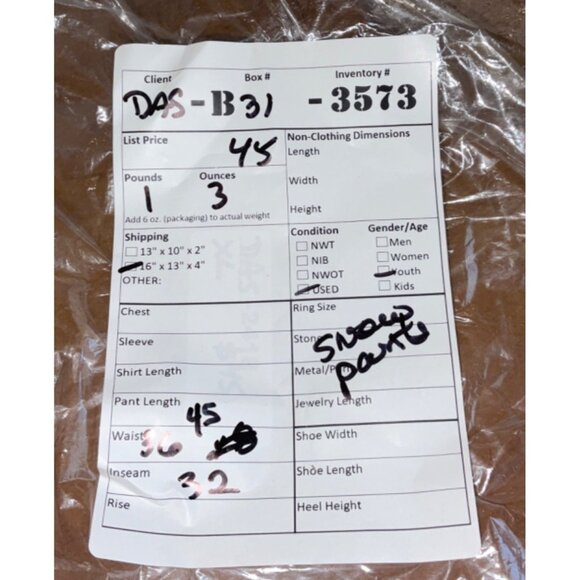 Client Box # Inventory #
DAS - B 31 - 3573
List Price 45
Non-Clothing Dimensions
Length
Width
Height
Pounds Ounces
1 3
Add 6 oz. (packaging) to actual weight
Shipping
13" x 10" x 2"
16" x 13" x 4"
OTHER:
Condition
NWT
NIB
NWOT
USED
Gender/Age
Men
Women
Youth
Kids
Chest
Sleeve
Shirt Length
Pant Length 45
Waist 36
Inseam 32
Rise
Ring Size
Stone
snow
Metal/
pants
Jewelry Length
Shoe Width
Shoe Length
Heel Height